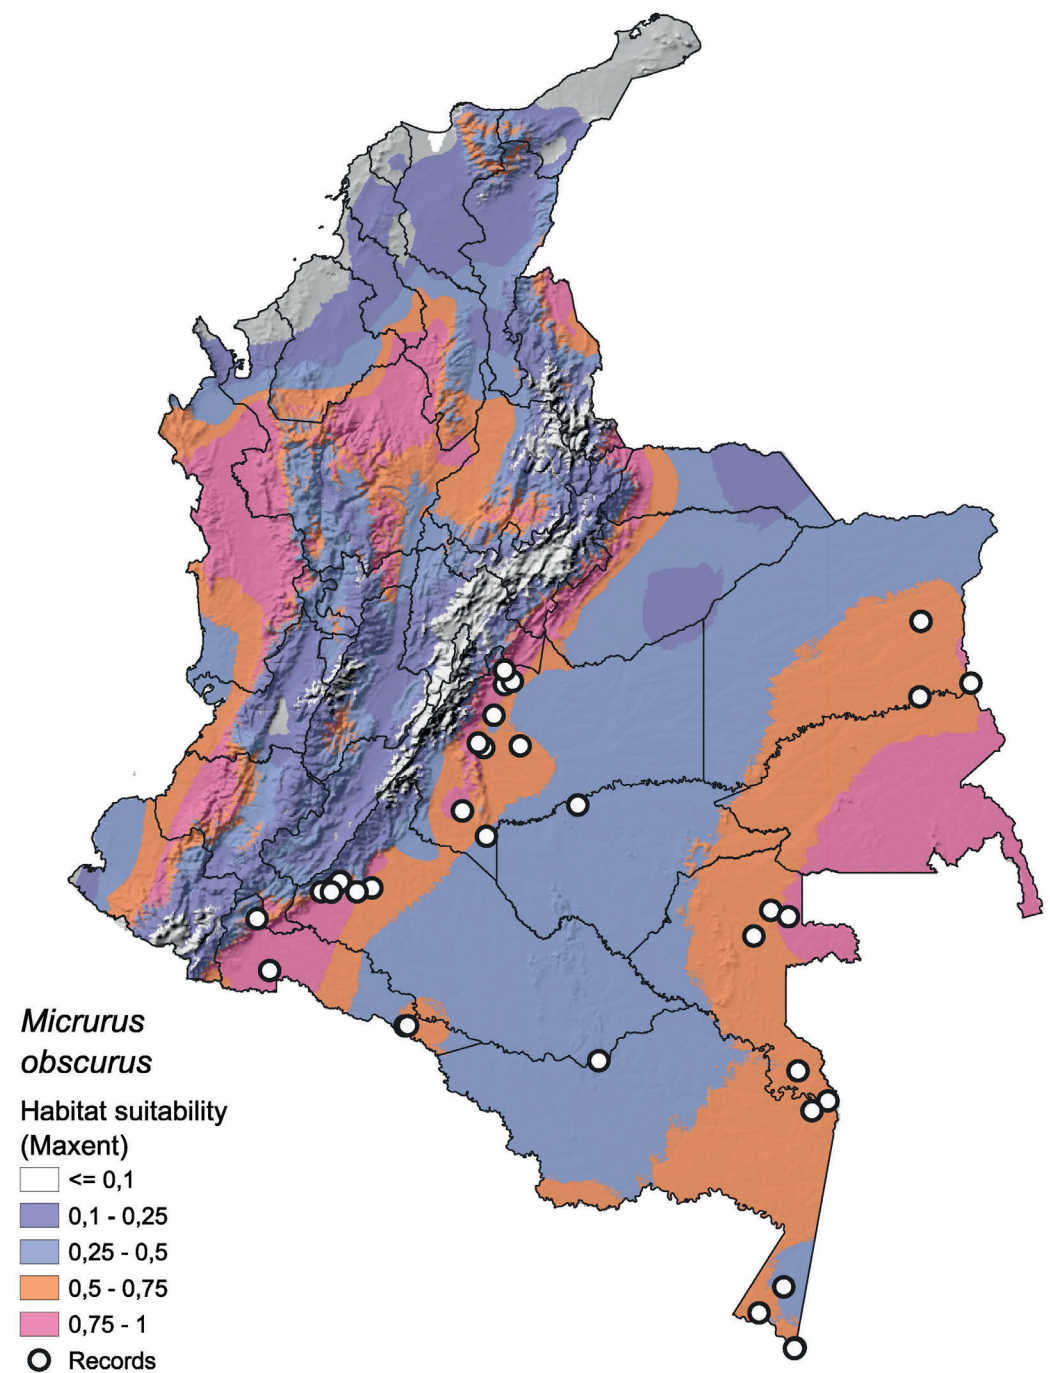 Micrurus
obscurus
Habitat suitability
(Maxent)
<= 0,1
0,1 - 0,25
0,25 - 0,5
0,5 - 0,75
0,75 - 1
Records